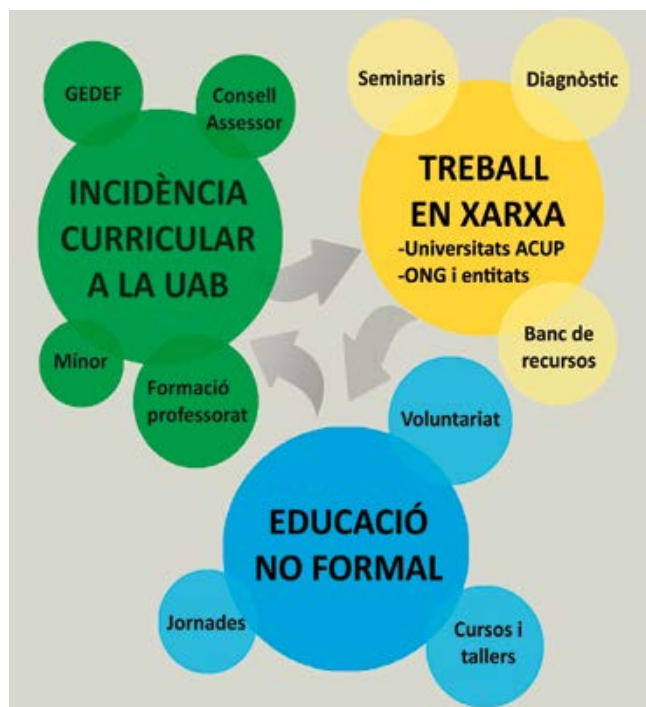 GEDEF
Consell
Assessor
INCIDÈNCIA
CURRICULAR
A LA UAB
Mínor
Formació
professorat
Seminaris
Diagnòstic
TREBALL
EN XARXA
-Universitats ACUP
-ONG i entitats
Banc de
recursos
Voluntariat
EDUCACIÓ
NO FORMAL
Jornades
Cursos i
tallers